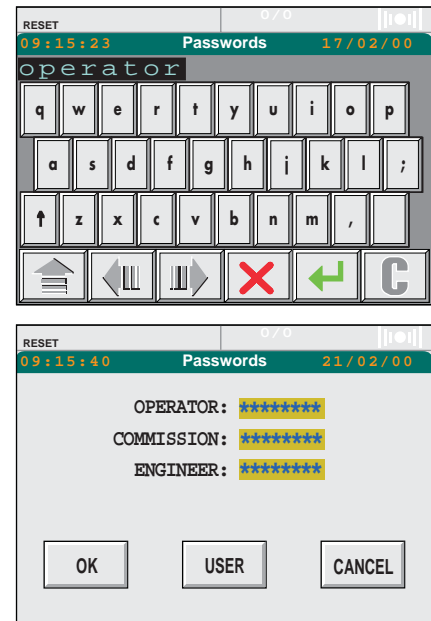 RESET 0/0
09:15:23 Passwords 17/02/00
operator
q w e r t y u i o p
a s d f g h j k l ;
z x c v b n m ,
C
RESET 0/0
09:15:40 Passwords 21/02/00
OPERATOR: ********
COMMISSION: ********
ENGINEER: ********
OK USER CANCEL